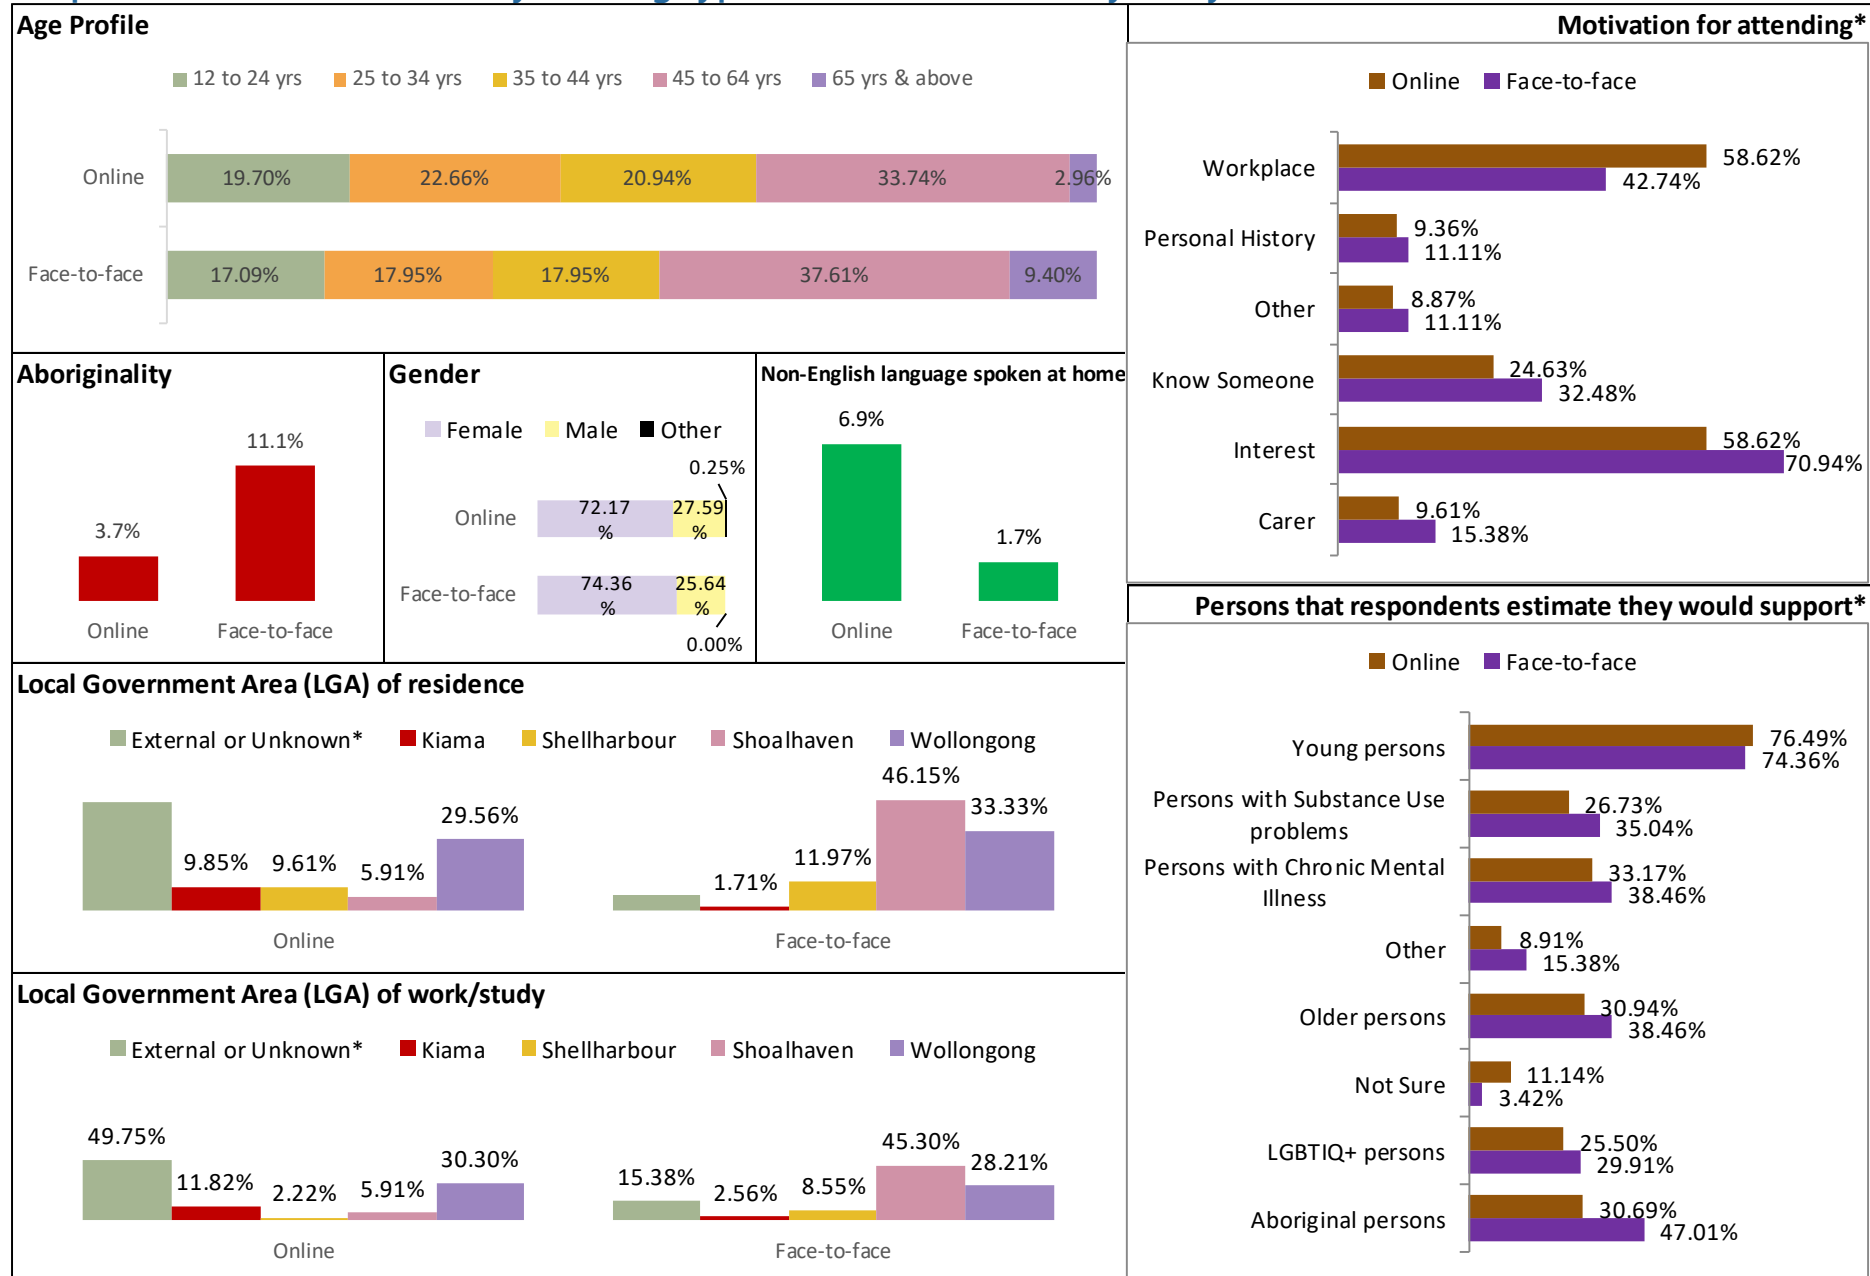 Age Profile
12 to 24 yrs 25 to 34 yrs 35 to 44 yrs 45 to 64 yrs 65 yrs & above
Online 19.70% 22.66% 20.94% 33.74% 2.96%
Face-to-face 17.09% 17.95% 17.95% 37.61% 9.40%
Aboriginality
11.1%
3.7%
Online Face-to-face
Gender
Female Male Other
0.25%
Online 72.17% 27.59%
Face-to-face 74.36% 25.64%
0.00%
Non-English language spoken at home
6.9%
1.7%
Online Face-to-face
Local Government Area (LGA) of residence
External or Unknown* Kiama Shellharbour Shoalhaven Wollongong
9.85% 9.61% 5.91% 29.56%
1.71% 11.97% 46.15% 33.33%
Online Face-to-face
Local Government Area (LGA) of work/study
External or Unknown* Kiama Shellharbour Shoalhaven Wollongong
49.75% 11.82% 2.22% 5.91% 30.30%
15.38% 2.56% 8.55% 45.30% 28.21%
Online Face-to-face
Motivation for attending*
Online Face-to-face
Workplace 58.62%
42.74%
Personal History 9.36%
11.11%
Other 8.87%
11.11%
Know Someone 24.63%
32.48%
Interest 58.62%
70.94%
Carer 9.61%
15.38%
Persons that respondents estimate they would support*
Online Face-to-face
Young persons 76.49%
74.36%
Persons with Substance Use
problems
26.73%
35.04%
Persons with Chronic Mental
Illness
33.17%
38.46%
Other 8.91%
15.38%
Older persons 30.94%
38.46%
Not Sure 11.14%
3.42%
LGBTIQ+ persons 25.50%
29.91%
Aboriginal persons 30.69%
47.01%